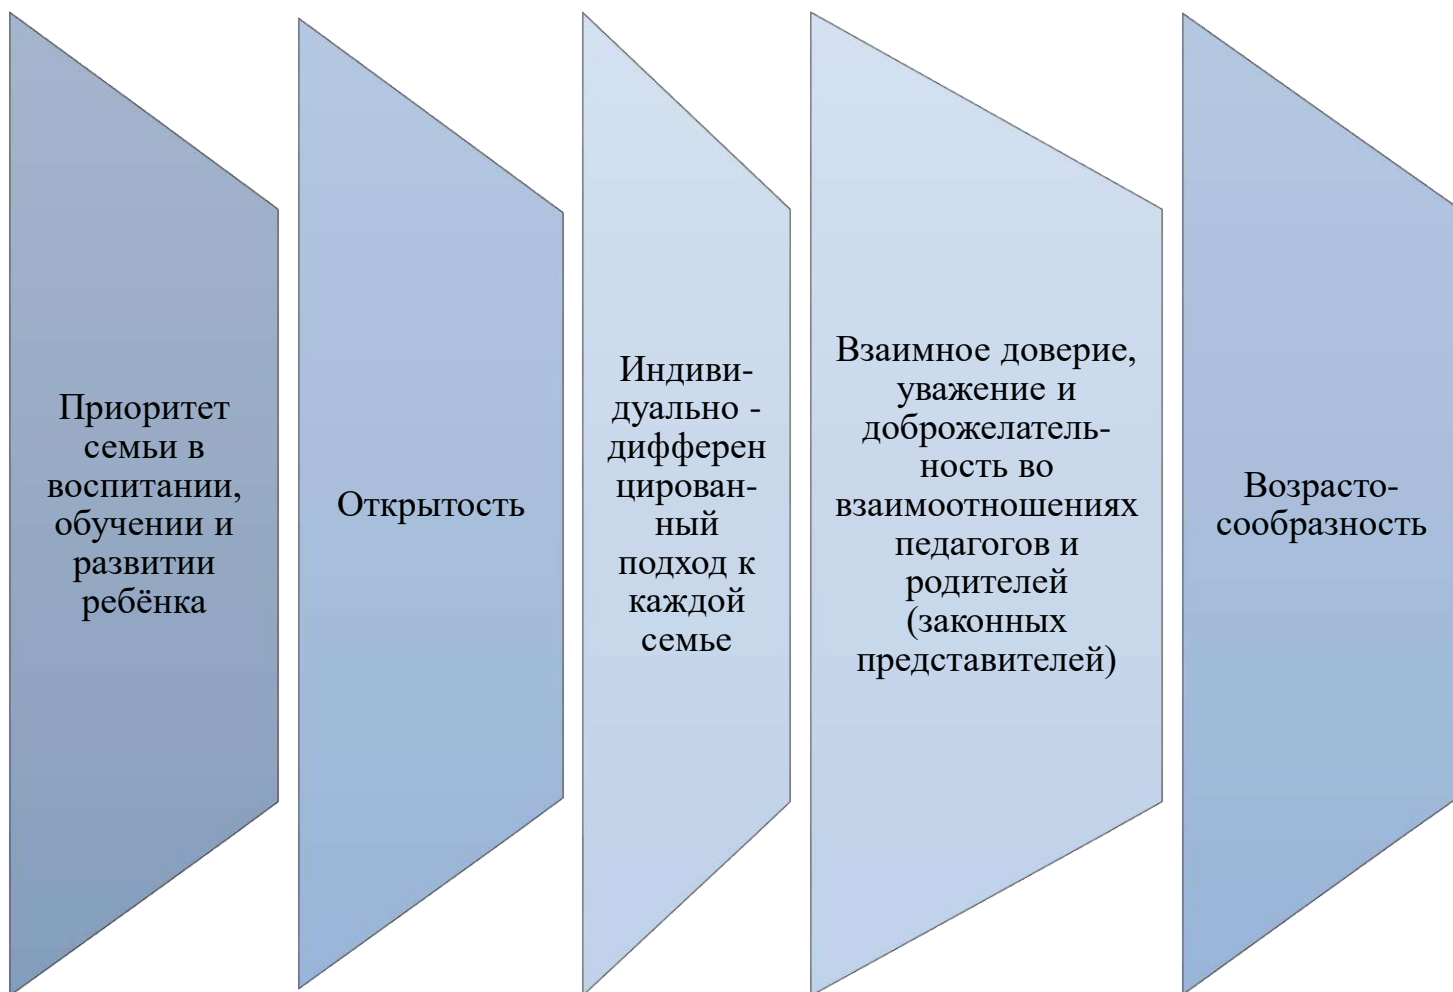 Приоритет
семьи в
воспитании,
обучении и
развитии
ребёнка
Открытость
Индиви-
дуально -
дифферен
цирован-
ный
подход к
каждой
семье
Взаимное доверие,
уважение и
доброжелатель-
ность во
взаимоотношениях
педагогов и
родителей
(законных
представителей)
Возрасто-
сообразность